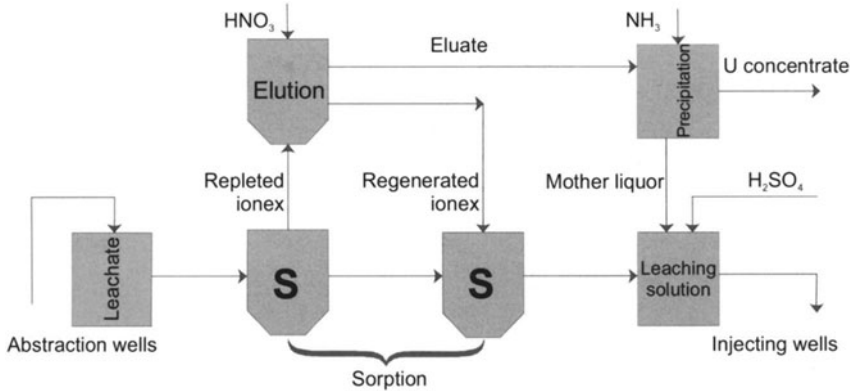 HNO₃
NH₃
Eluate
U concentrate
Elution
Precipitation
Repleted
ionex
Regenerated
ionex
Mother liquor
H₂SO₄
Leachate
S
S
Leaching
solution
Abstraction wells
Injecting wells
Sorption